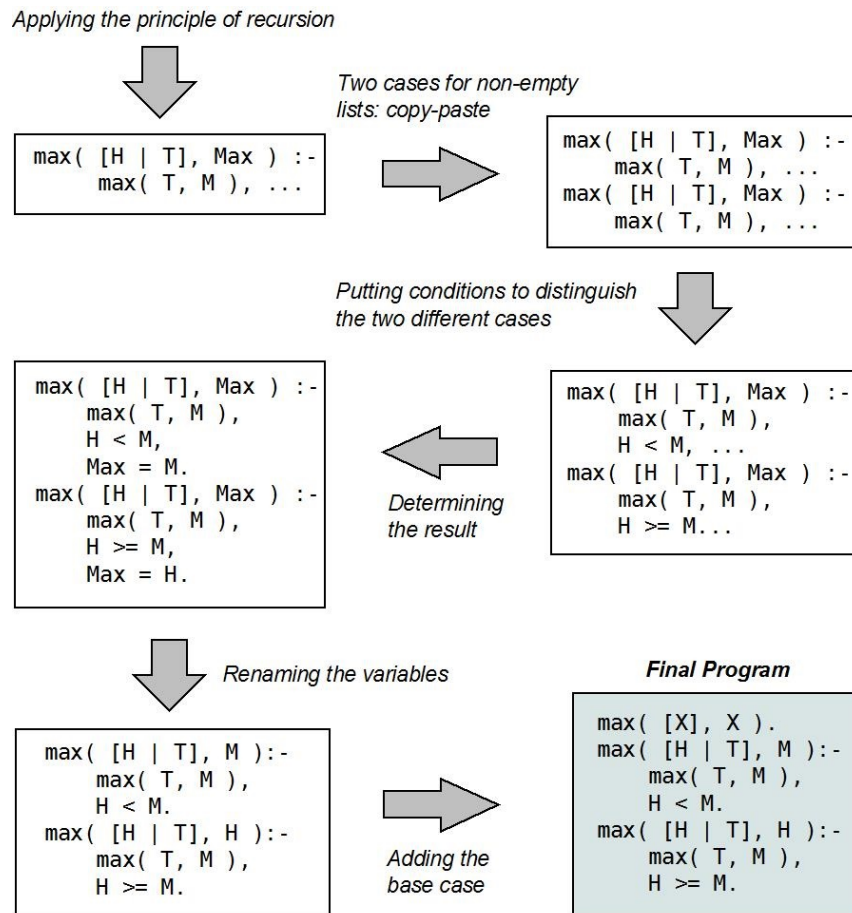 Applying the principle of recursion
Two cases for non-empty
lists: copy-paste
max( [H | T], Max ) :-
max( T, M ), ...
max( [H | T], Max ) :-
max( T, M ), ...
max( [H | T], Max ) :-
max( T, M ), ...
Putting conditions to distinguish
the two different cases
max( [H | T], Max ) :-
max( T, M ),
H < M, ...
max( [H | T], Max ) :-
max( T, M ),
H >= M...
Determining
the result
max( [H | T], Max ) :-
max( T, M ),
H < M,
Max = M.
max( [H | T], Max ) :-
max( T, M ),
H >= M,
Max = H.
Renaming the variables
max( [H | T], M ):-
max( T, M ),
H < M.
max( [H | T], H ):-
max( T, M ),
H >= M.
Adding the
base case
Final Program
max( [X], X ).
max( [H | T], M ):-
max( T, M ),
H < M.
max( [H | T], H ):-
max( T, M ),
H >= M.